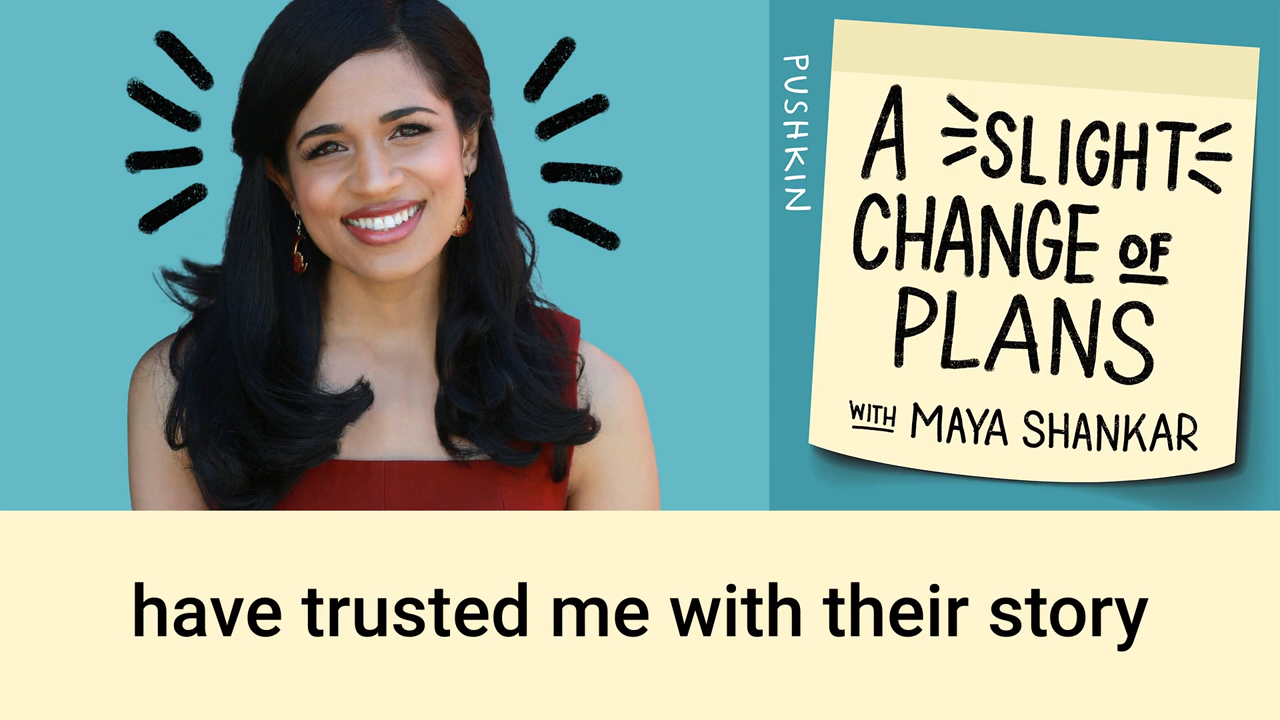 PUSHKIN
A SLIGHT
CHANGE OF
PLANS
WITH MAYA SHANKAR
have trusted me with their story